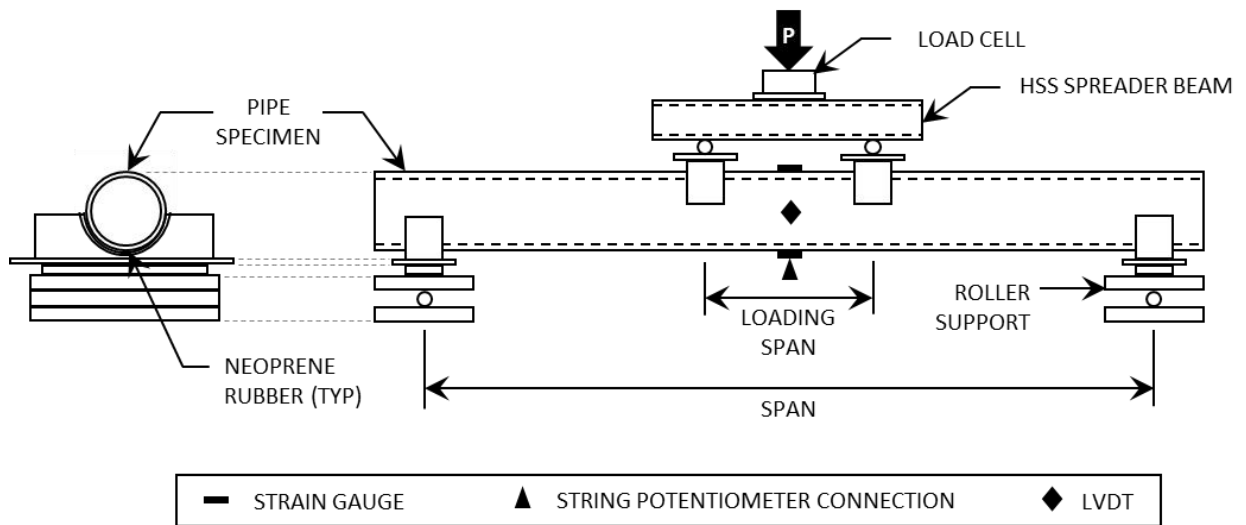 P
LOAD CELL
HSS SPREADER BEAM
PIPE
SPECIMEN
ROLLER
SUPPORT
LOADING
SPAN
NEOPRENE
RUBBER (TYP)
SPAN
STRAIN GAUGE
STRING POTENTIOMETER CONNECTION
LVDT